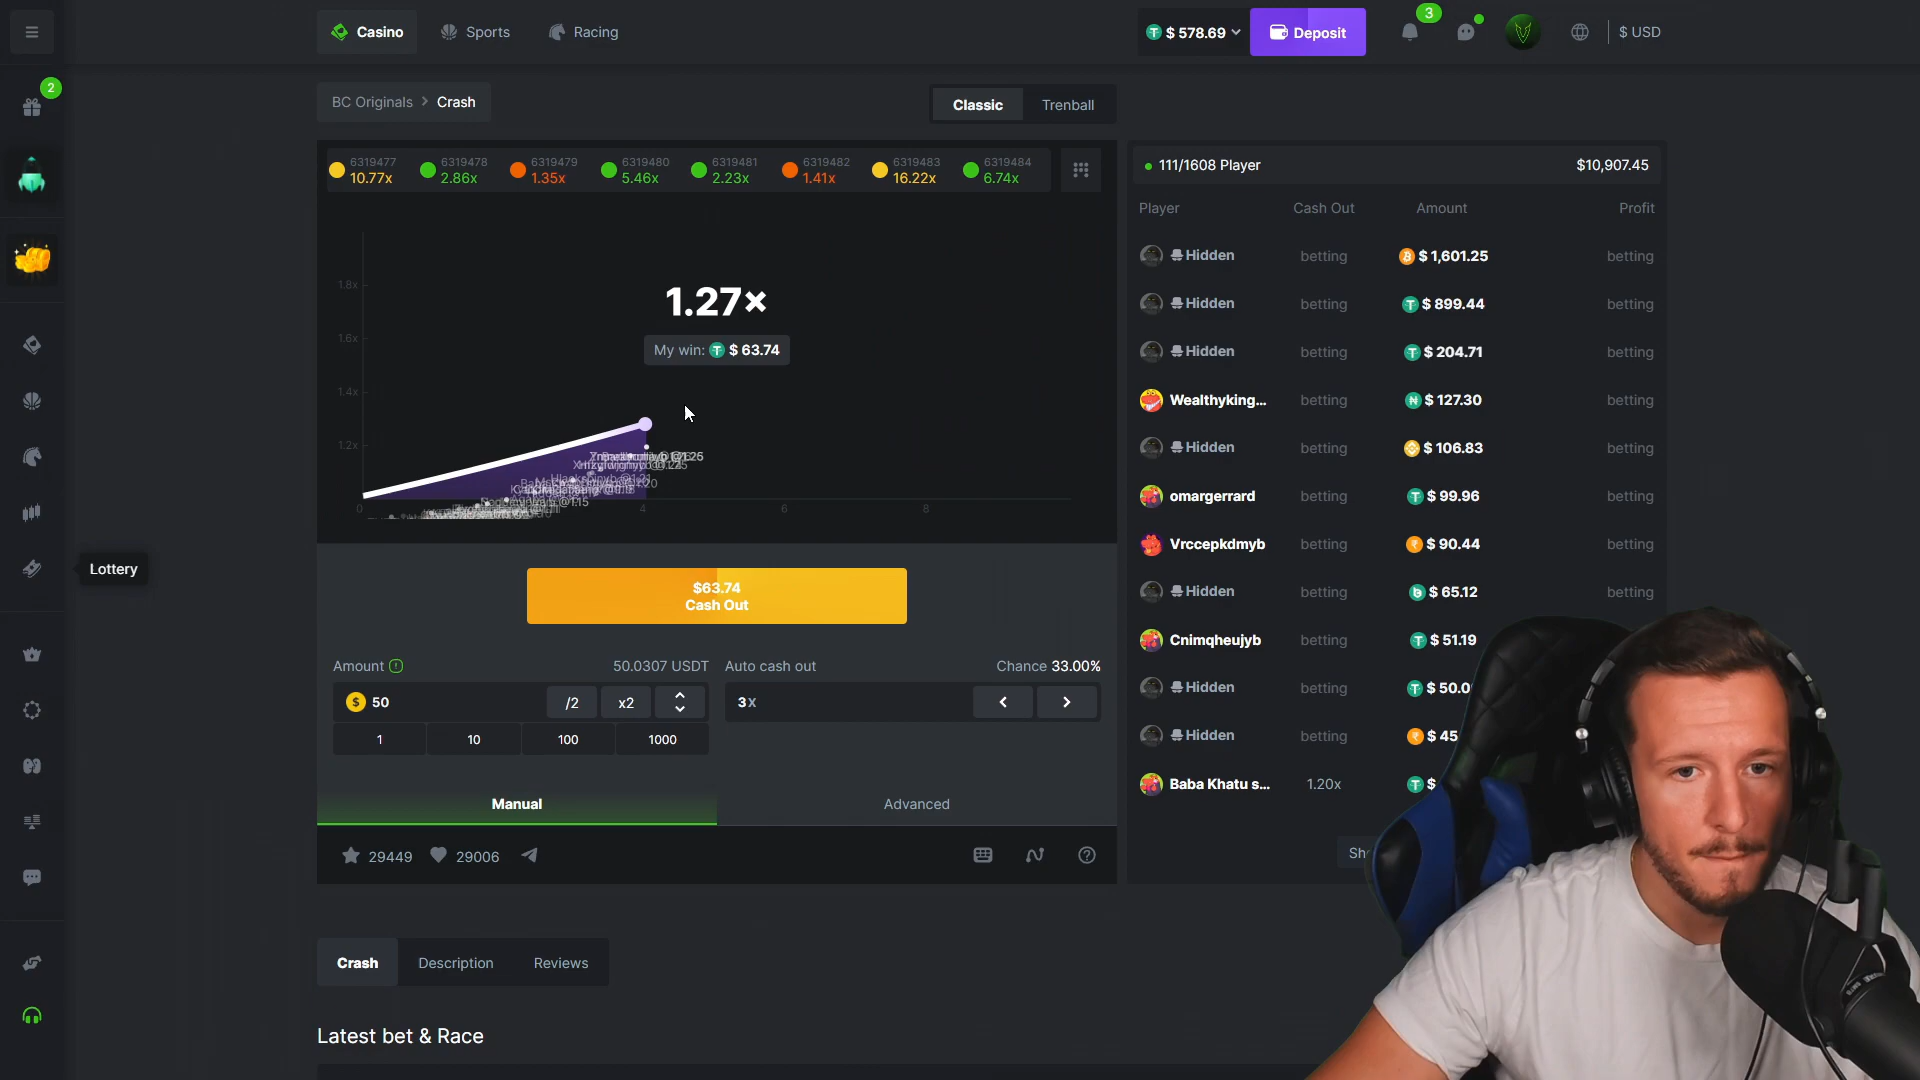 Casino
Sports
Racing
$ 578.69
Deposit
3
$ USD
2
BC Originals > Crash
Classic
Trenball
6319477
10.77x
6319478
2.86x
6319479
1.35x
6319480
5.46x
6319481
2.23x
6319482
1.41x
6319483
16.22x
6319484
6.74x
111/1608 Player
$10,907.45
Player Cash Out Amount Profit
Hidden betting $ 1,601.25 betting
Hidden betting $ 899.44 betting
Hidden betting $ 204.71 betting
Wealthyking... betting $ 127.30 betting
Hidden betting $ 106.83 betting
omargerrard betting $ 99.96 betting
Vrccepkdmyb betting $ 90.44 betting
Hidden betting $ 65.12 betting
Cnimqheujyb betting $ 51.19
Hidden betting $ 50.0
Hidden betting $ 45
Baba Khatu s... 1.20x $
1.8x
1.6x
1.4x
1.2x
1.27×
My win: $ 63.74
0 4 6 8
Lottery
$63.74
Cash Out
Amount 50.0307 USDT
Auto cash out Chance 33.00%
$ 50 /2 x2
3x
1 10 100 1000
Manual
Advanced
29449 29006
Crash
Description
Reviews
Latest bet & Race